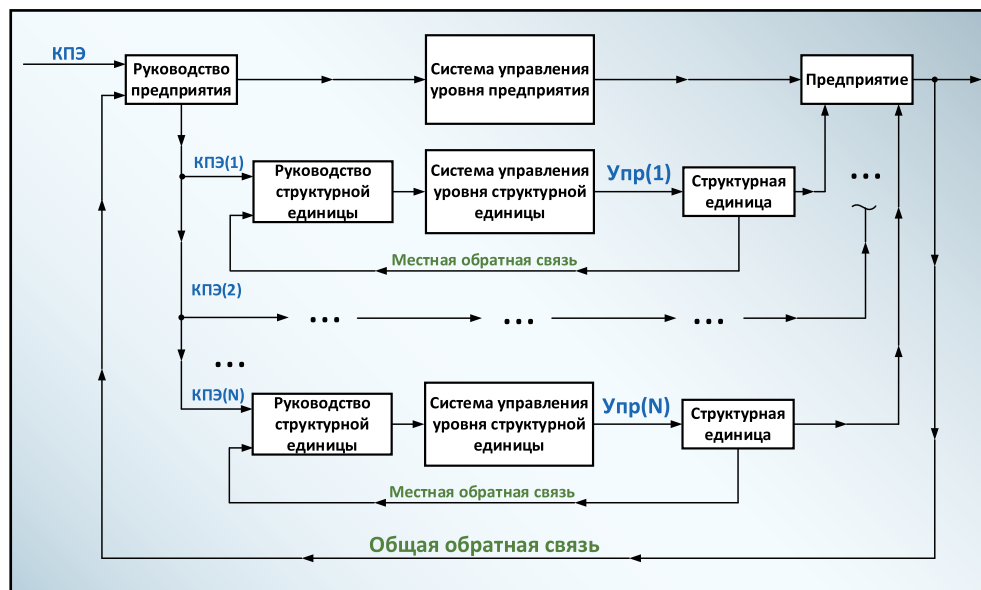 КПЭ
Руководство
предприятия
Система управления
уровня предприятия
Предприятие
КПЭ(1)
Руководство
структурной
единицы
Система управления
уровня структурной
единицы
Упр(1)
Структурная
единица
...
Местная обратная связь
КПЭ(2)
...
...
...
...
КПЭ(N)
Руководство
структурной
единицы
Система управления
уровня структурной
единицы
Упр(N)
Структурная
единица
Местная обратная связь
Общая обратная связь